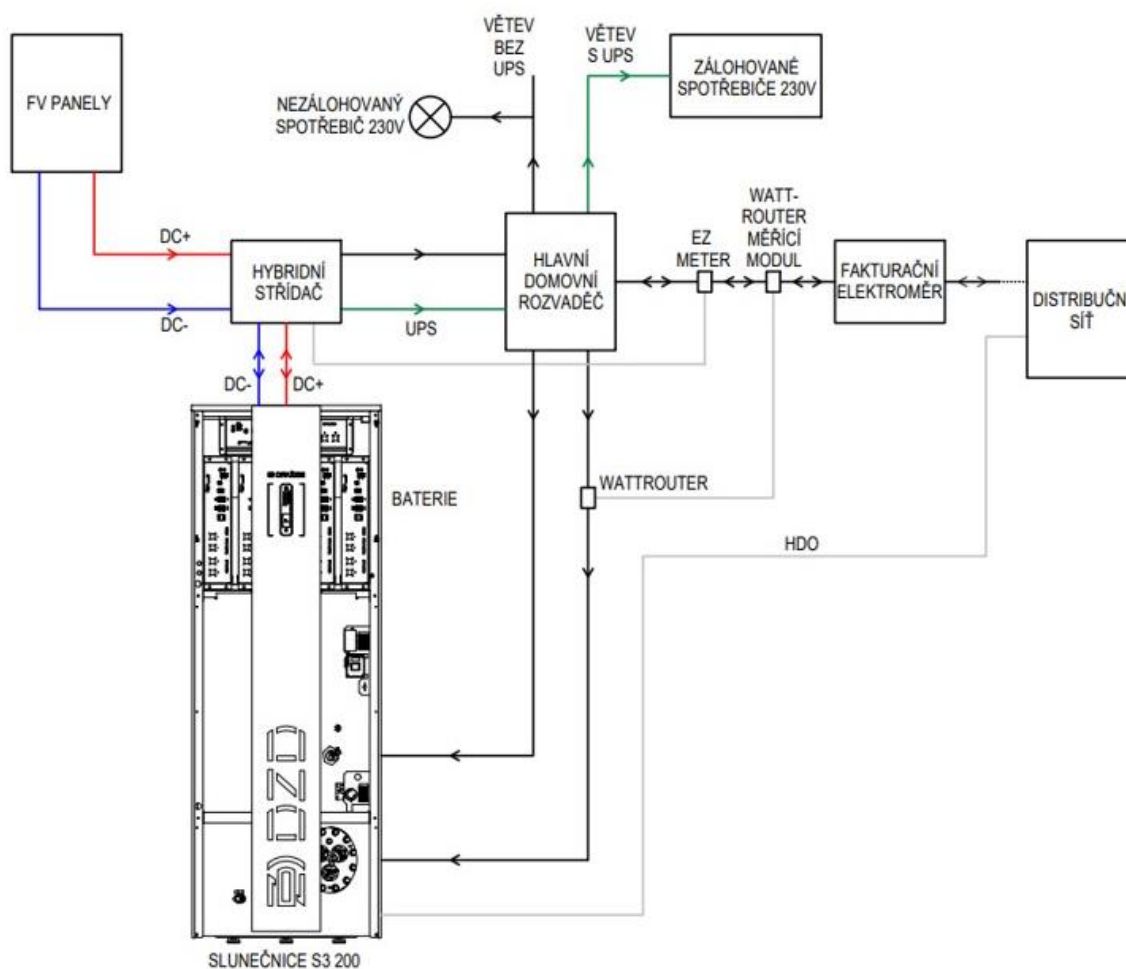 VĚTEV
BEZ
UPS
VĚTEV
S UPS
ZÁLOHOVANÉ
SPOTŘEBIČE 230V
FV PANELY
NEZÁLOHOVANÝ
SPOTŘEBIČ 230V
DC+
DC-
HYBRIDNÍ
STŘÍDAČ
UPS
HLAVNÍ
DOMOVNÍ
ROZVADĚČ
EZ
METER
WATT-
ROUTER
MĚŘÍCÍ
MODUL
FAKTURAČNÍ
ELEKTROMĚR
DISTRIBUČN
SÍŤ
DC-
DC+
BATERIE
WATTROUTER
HDO
SLUNEČNICE S3 200